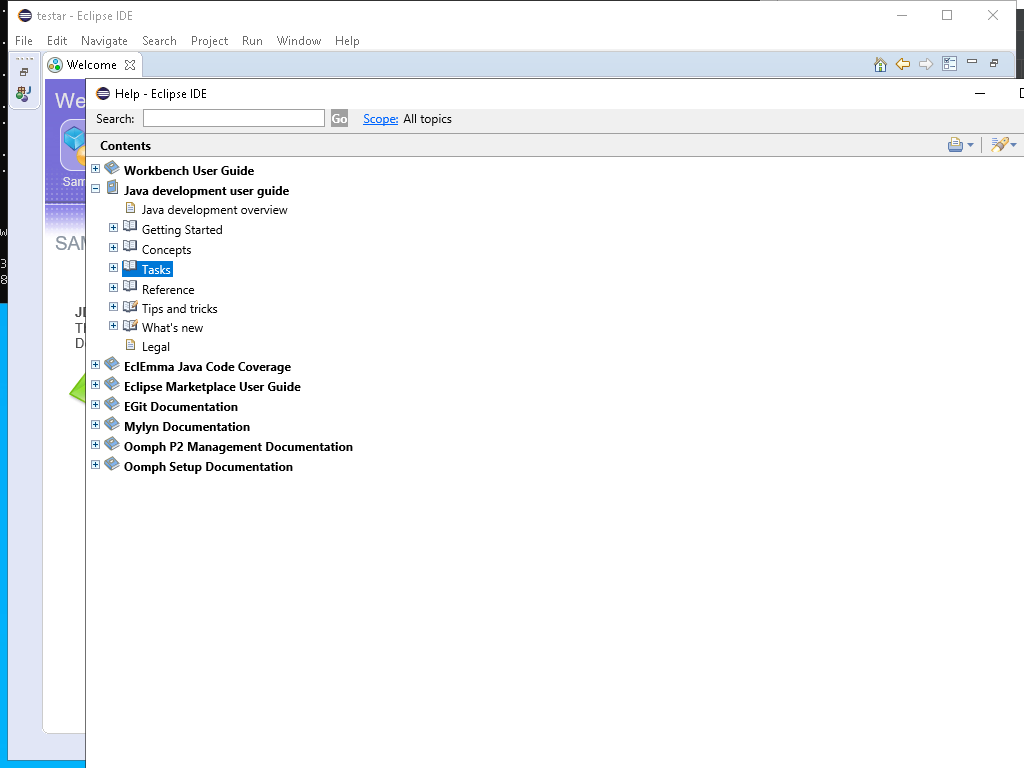 testar - Eclipse IDE
File Edit Navigate Search Project Run Window Help
Welcome
We
Help - Eclipse IDE
Search: Go Scope: All topics
Contents
Sam
SAM
Workbench User Guide
Java development user guide
Java development overview
Getting Started
Concepts
Tasks
Reference
Tips and tricks
What's new
Legal
EclEmma Java Code Coverage
Eclipse Marketplace User Guide
EGit Documentation
Mylyn Documentation
Oomph P2 Management Documentation
Oomph Setup Documentation